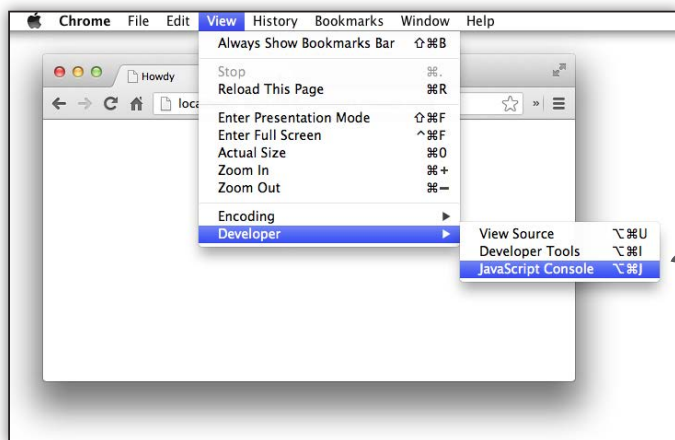 Chrome File Edit View History Bookmarks Window Help
Always Show Bookmarks Bar ⇧⌘B
Howdy
Stop ⌘.
Reload This Page ⌘R
loca
Enter Presentation Mode ⇧⌘F
Enter Full Screen ^⌘F
Actual Size ⌘0
Zoom In ⌘+
Zoom Out ⌘−
Encoding ▶
Developer ▶
View Source ⌥⌘U
Developer Tools ⌥⌘I
JavaScript Console ⌥⌘J